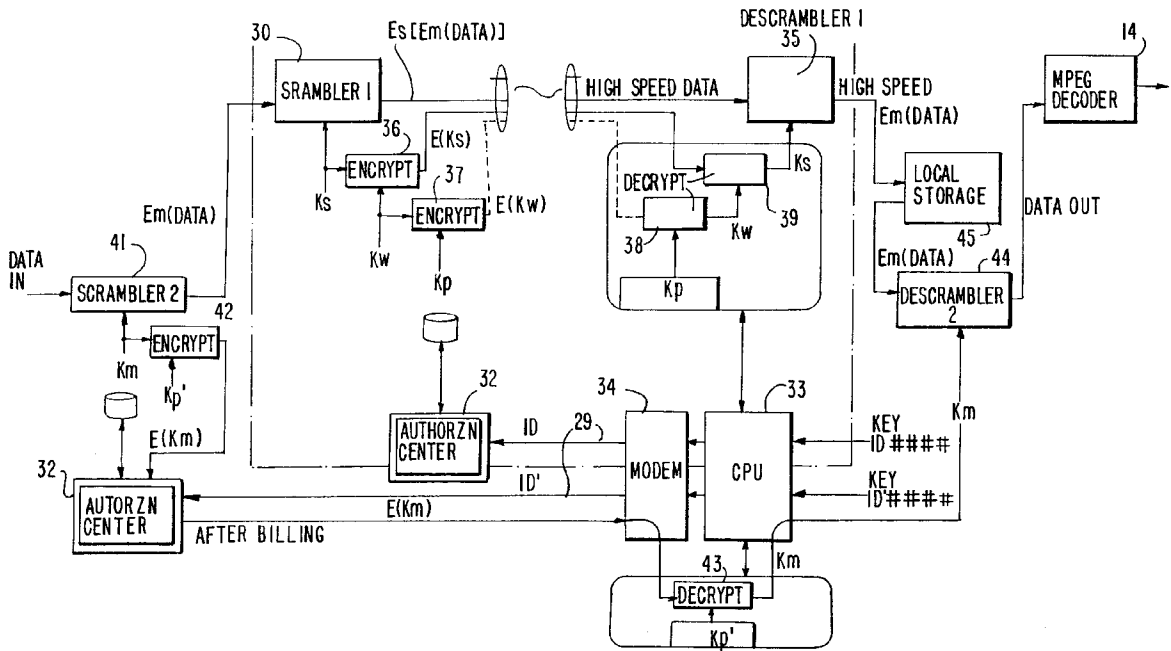 DESCRAMBLER 1
30
Es[Em(DATA)]
35
14
SRAMBLER 1
HIGH SPEED DATA
HIGH SPEED
MPEG
DECODER
Em(DATA)
36
E(Ks)
ENCRYPT
Ks
37
ENCRYPT
E(Kw)
Kw
Kp
DECRYPT
Ks
39
38
Kw
Kp
LOCAL
STORAGE
45
DATA OUT
Em(DATA)
44
DESCRAMBLER
2
Em(DATA)
41
DATA
IN
SCRAMBLER 2
42
ENCRYPT
Km
Kp'
E(Km)
32
AUTHORZN
CENTER
ID
29
34
MODEM
33
CPU
KEY
ID ####
KEY
ID'####
Km
32
AUTORZN
CENTER
ID'
E(Km)
AFTER BILLING
43
Km
DECRYPT
Kp'